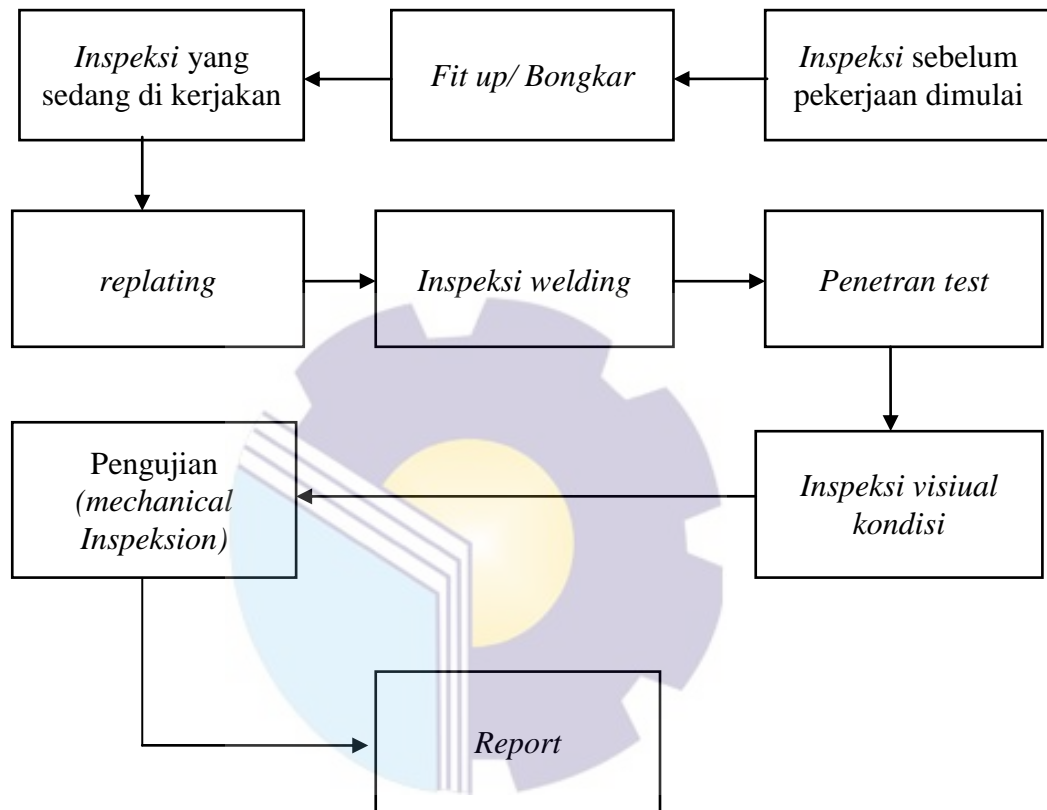 Inspeksi yang
sedang di kerjakan
Fit up/ Bongkar
Inspeksi sebelum
pekerjaan dimulai
replating
Inspeksi welding
Penetran test
Pengujian
(mechanical
Inspeksion)
Inspeksi visiual
kondisi
Report